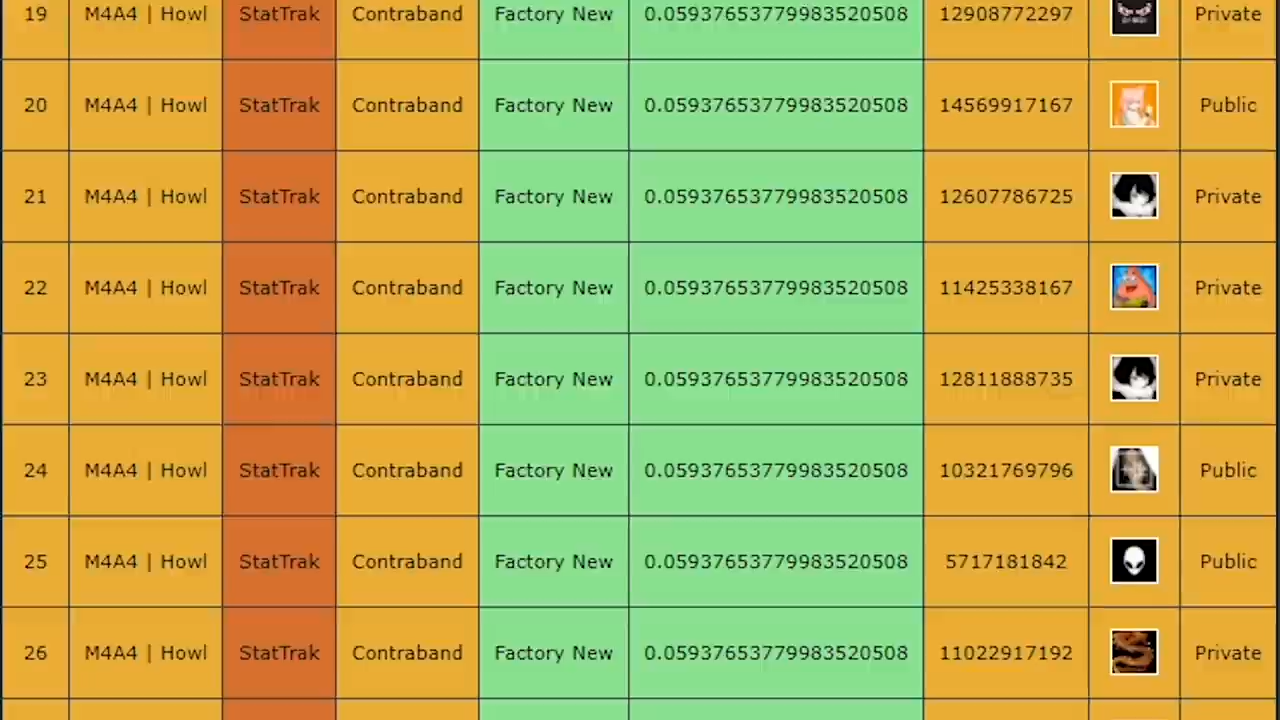 19 M4A4 | Howl StatTrak Contraband Factory New 0.05937653779983520508 12908772297 Private
20 M4A4 | Howl StatTrak Contraband Factory New 0.05937653779983520508 14569917167 Public
21 M4A4 | Howl StatTrak Contraband Factory New 0.05937653779983520508 12607786725 Private
22 M4A4 | Howl StatTrak Contraband Factory New 0.05937653779983520508 11425338167 Private
23 M4A4 | Howl StatTrak Contraband Factory New 0.05937653779983520508 12811888735 Private
24 M4A4 | Howl StatTrak Contraband Factory New 0.05937653779983520508 10321769796 Public
25 M4A4 | Howl StatTrak Contraband Factory New 0.05937653779983520508 5717181842 Public
26 M4A4 | Howl StatTrak Contraband Factory New 0.05937653779983520508 11022917192 Private